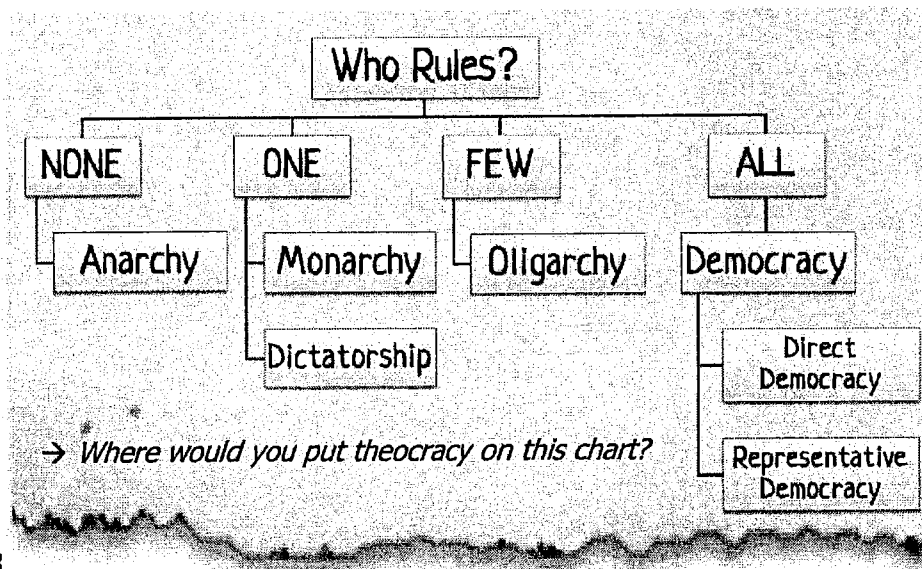 Who Rules?
NONE
ONE
FEW
ALL
Anarchy
Monarchy
Oligarchy
Democracy
Dictatorship
Direct
Democracy
→ Where would you put theocracy on this chart?
Representative
Democracy